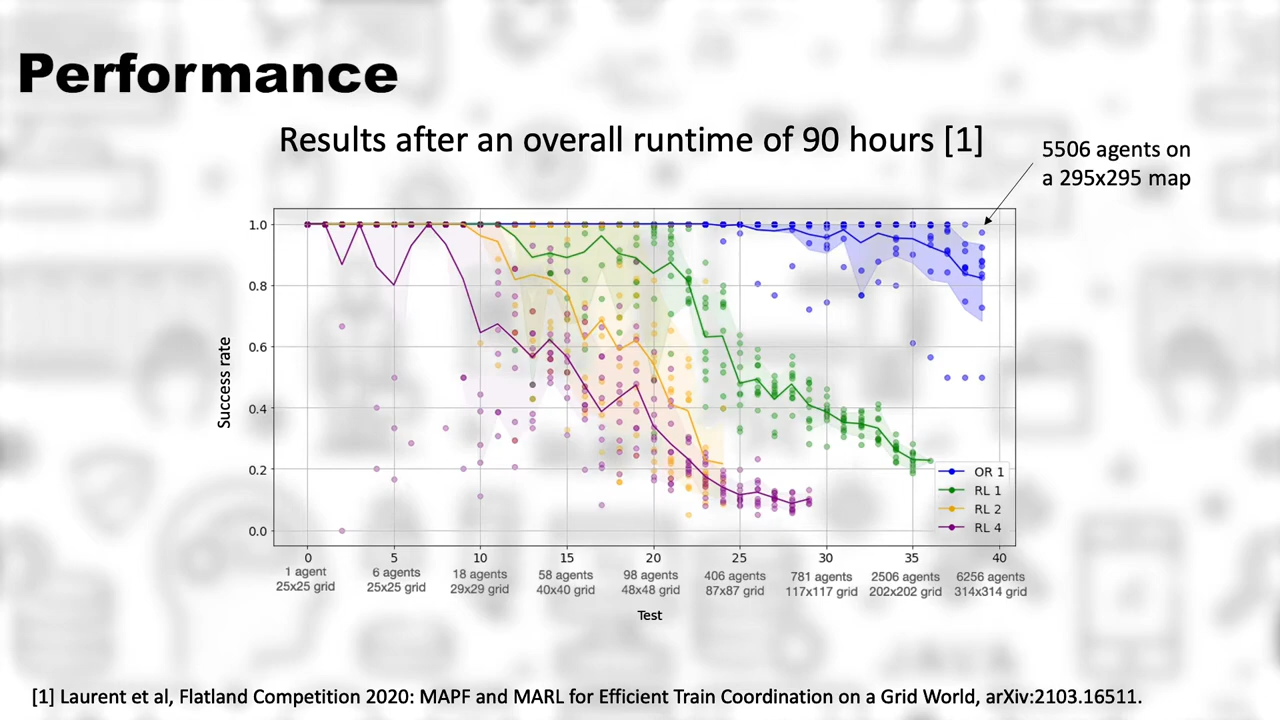 Performance
Results after an overall runtime of 90 hours [1]
5506 agents on
a 295x295 map
1.0
0.8
0.6
0.4
0.2
0.0
Success rate
OR 1
RL 1
RL 2
RL 4
0 5 10 15 20 25 30 35 40
1 agent 6 agents 18 agents 58 agents 98 agents 406 agents 781 agents 2506 agents 6256 agents
25x25 grid 25x25 grid 29x29 grid 40x40 grid 48x48 grid 87x87 grid 117x117 grid 202x202 grid 314x314 grid
Test
[1] Laurent et al, Flatland Competition 2020: MAPF and MARL for Efficient Train Coordination on a Grid World, arXiv:2103.16511.